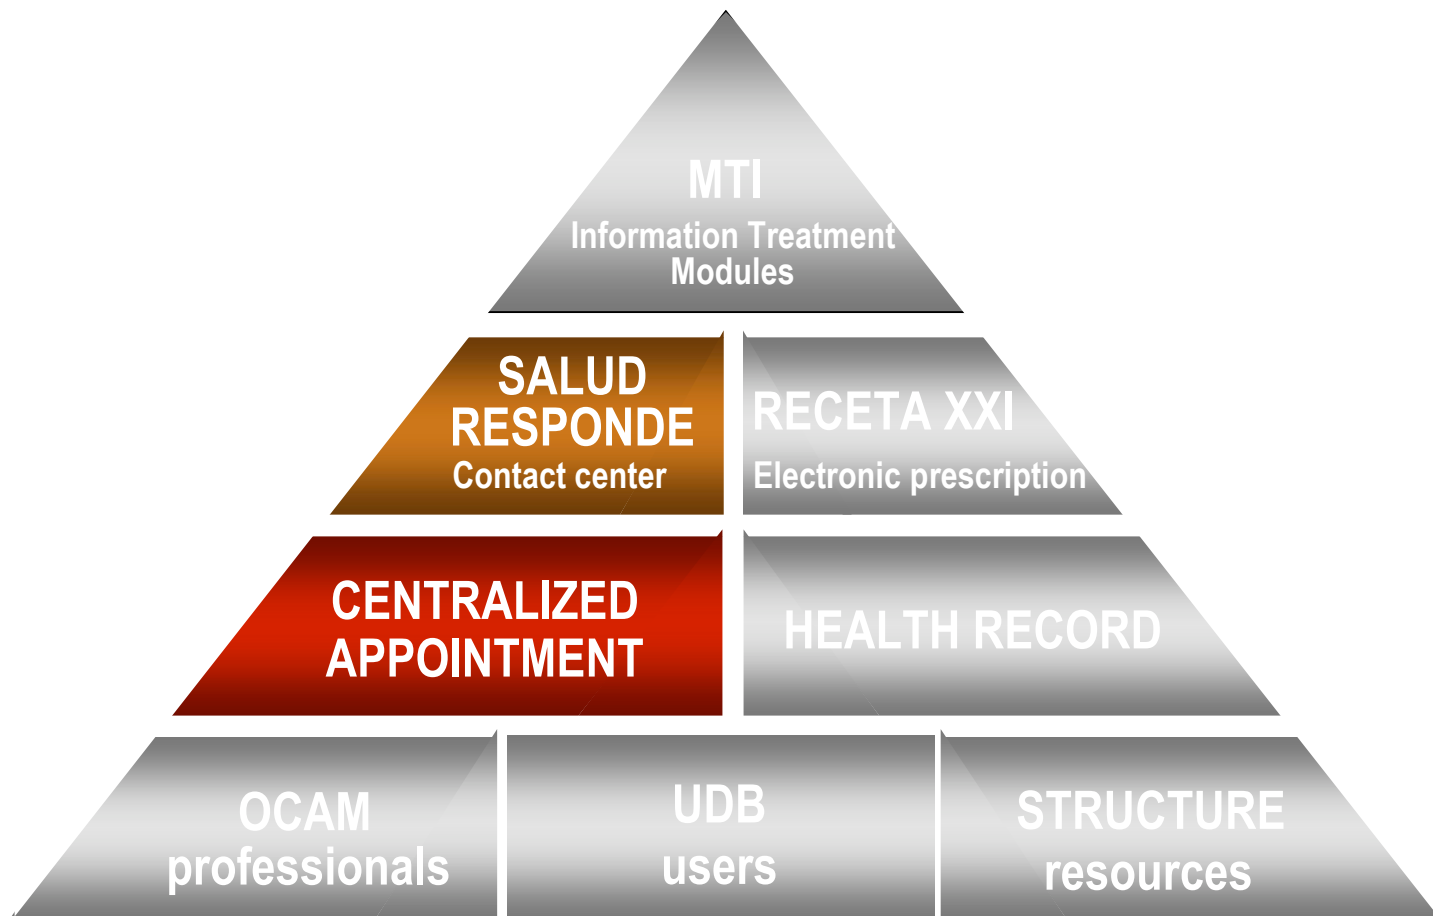 MTI
Information Treatment
Modules
SALUD
RESPONDE
Contact center
RECETA XXI
Electronic prescription
CENTRALIZED
APPOINTMENT
HEALTH RECORD
OCAM
professionals
UDB
users
STRUCTURE
resources